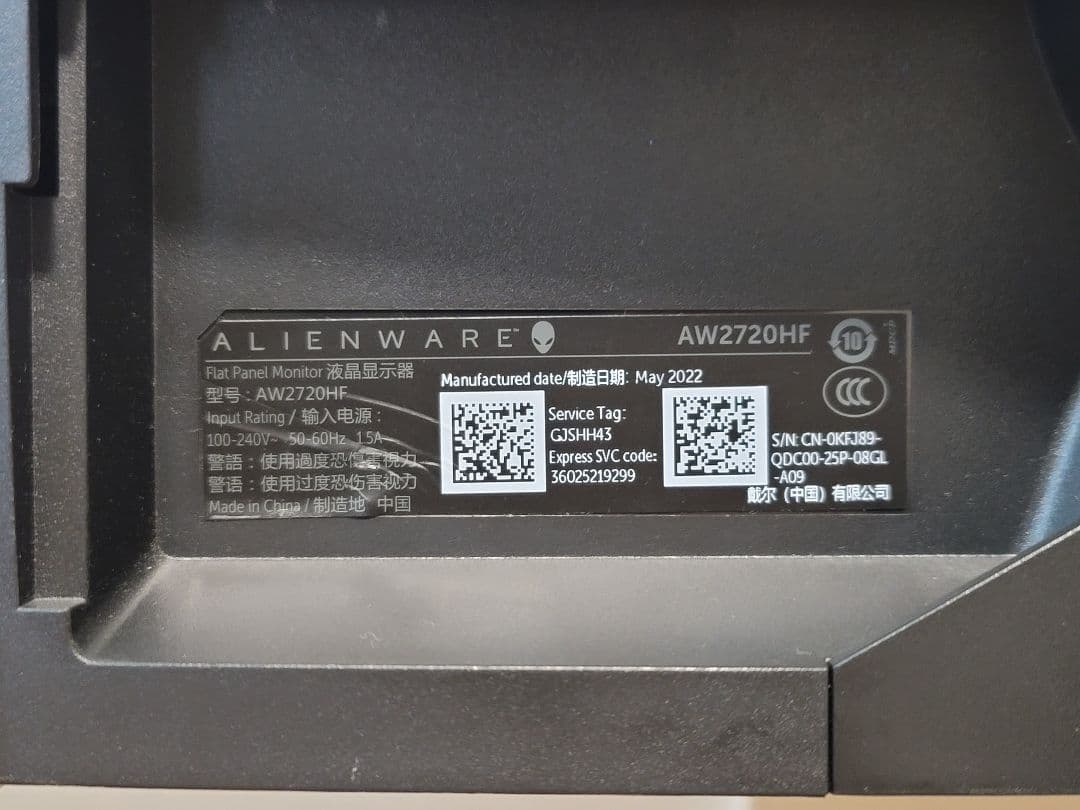 ALIENWARE™ AW2720HF 10
Flat Panel Monitor 液晶显示器
型号 : AW2720HF
Input Rating / 输入电源 :
100-240V~ 50-60Hz 1.5A
警語 : 使用過度恐傷害視力
警语 : 使用过度恐伤害视力
Made in China / 制造地 中国
Manufactured date/制造日期: May 2022
Service Tag:
GJSHH43
Express SVC code:
36025219299
S/N: CN-0KFJ89-
QDC00-25P-08GL
-A09
戴尔（中国）有限公司
CCC